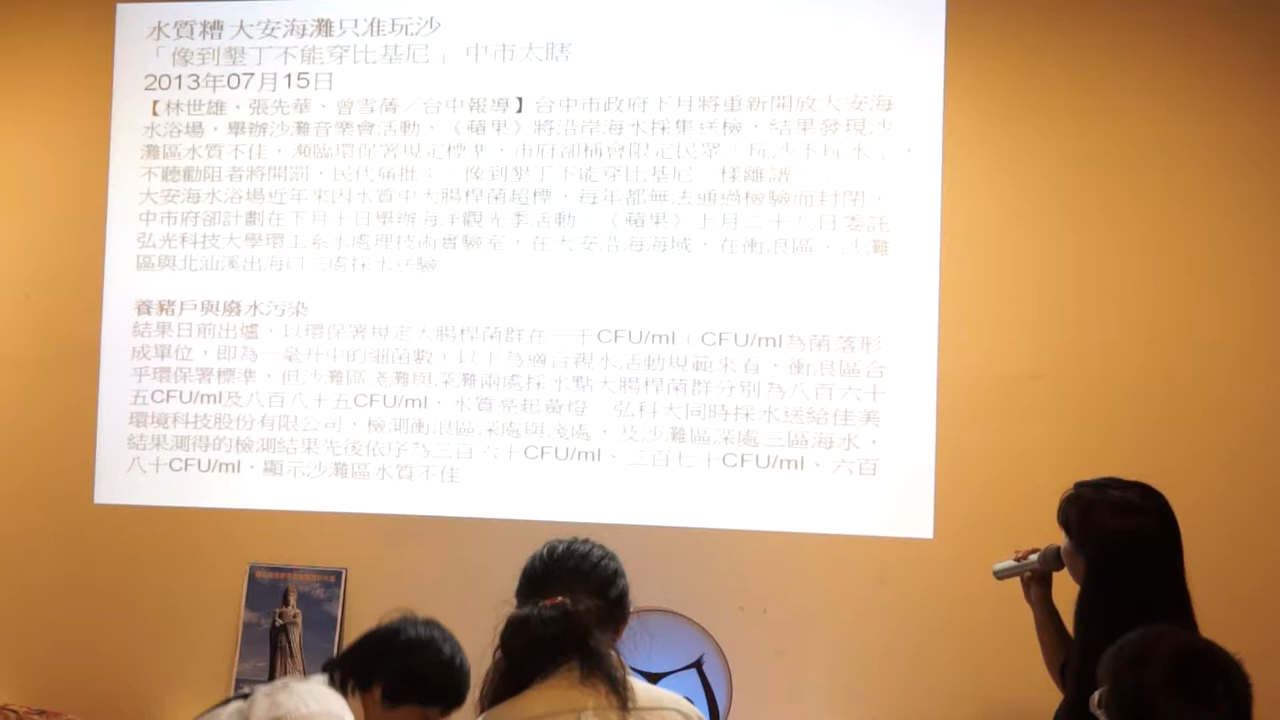 水質糟 大安海灘只准玩沙
「像到墾丁不能穿比基尼」 中市太瞎
2013年07月15日
【林世雄、張先華、曾雪蒨／台中報導】台中市政府下月將重新開放大安海
水浴場，舉辦沙灘音樂會活動，《蘋果》將沿岸海水採集送檢，結果發現沙
灘區水質不佳，瀕臨環保署規定標準，市府卻稱會限定民眾「玩沙不玩水」，
不聽勸阻者將開罰，民代痛批：「像到墾丁不能穿比基尼一樣離譜」
大安海水浴場近年來因水質中大腸桿菌超標，每年都無法通過檢驗而封閉，
中市府卻計劃在下月十日舉辦海洋觀光季活動。《蘋果》上月二十八日委託
弘光科技大學環工系水處理技術實驗室，在大安沿海海域，在衝浪區、沙灘
區與北汕溪出海口三處採水送驗
養豬戶與廢水污染
結果日前出爐，以環保署規定大腸桿菌群在一千CFU/ml（CFU/ml為菌落形
成單位，即為一毫升中的細菌數）以下為適合親水活動規範來看，衝浪區合
乎環保署標準，但沙灘區淺灘與深灘兩處採水點大腸桿菌群分別為八百六十
五CFU/ml及八百八十五CFU/ml，水質亮起黃燈　弘科大同時採水送給佳美
環境科技股份有限公司，檢測衝浪區深處與淺處、及沙灘區深處三區海水，
結果測得的檢測結果先後依序為三百六十CFU/ml、二百七十CFU/ml、六百
八十CFU/ml，顯示沙灘區水質不佳